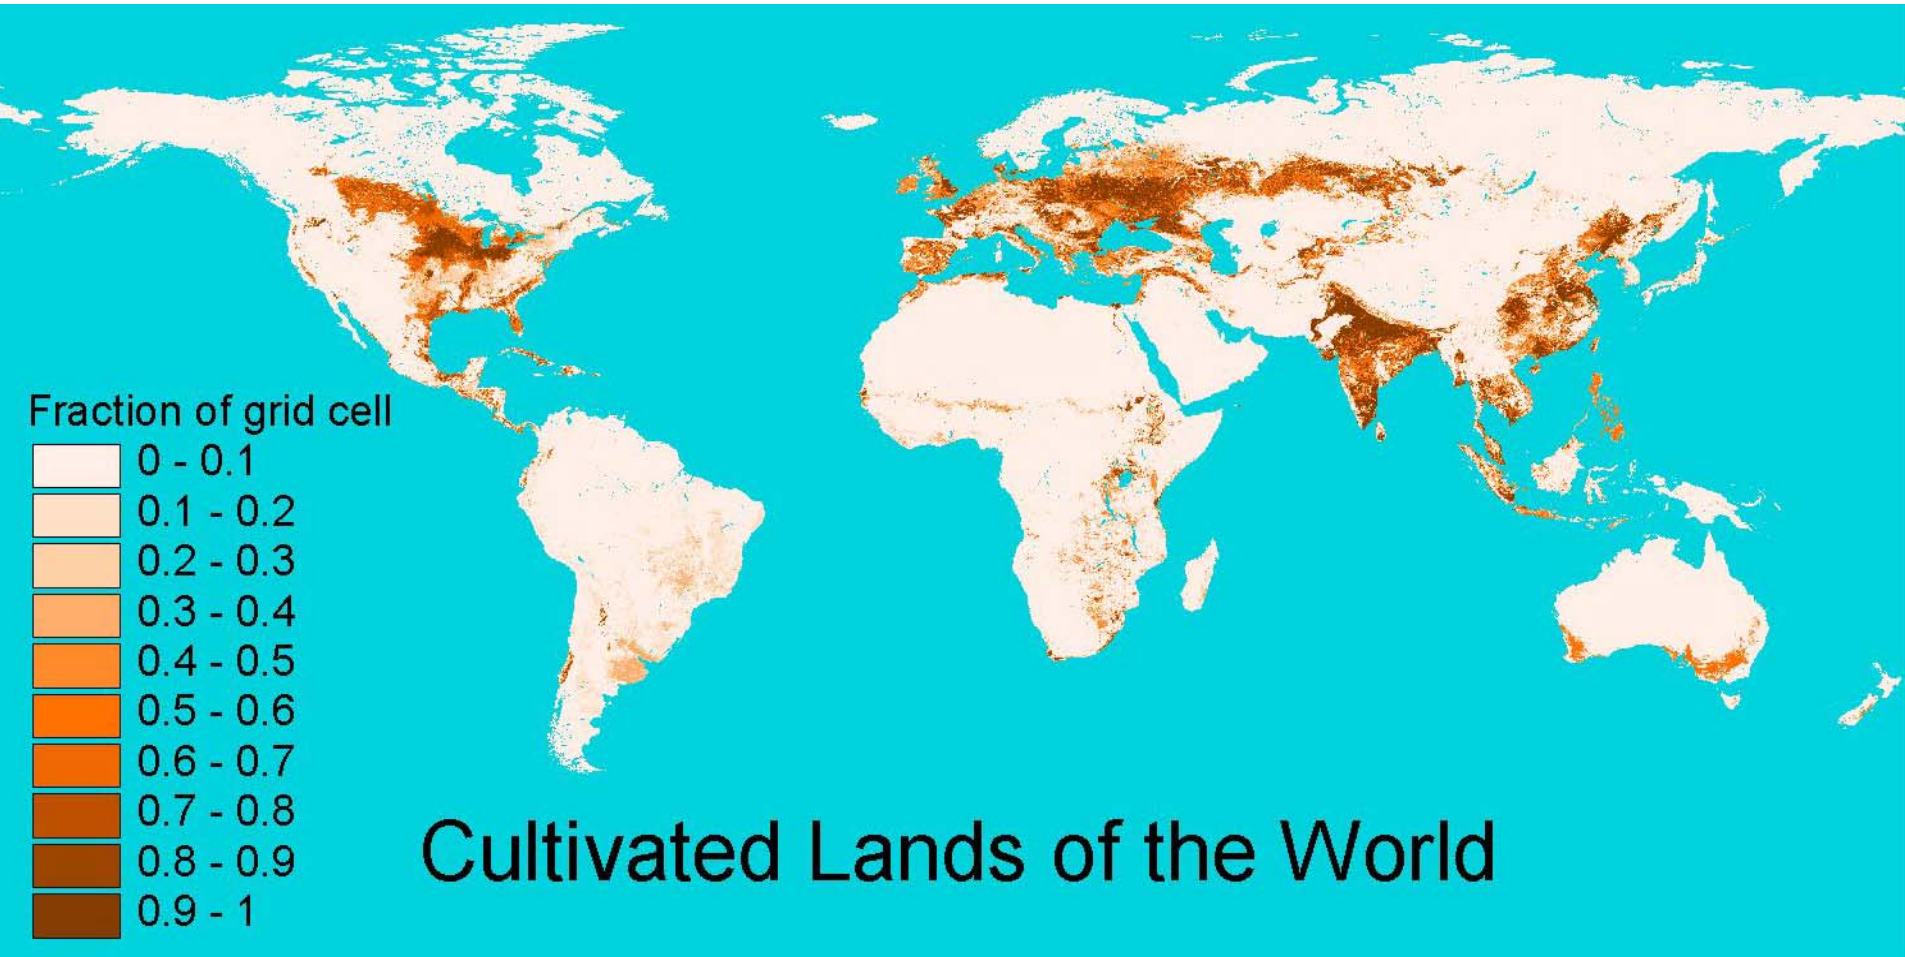 Fraction of grid cell
0 - 0.1
0.1 - 0.2
0.2 - 0.3
0.3 - 0.4
0.4 - 0.5
0.5 - 0.6
0.6 - 0.7
0.7 - 0.8
0.8 - 0.9
0.9 - 1
Cultivated Lands of the World